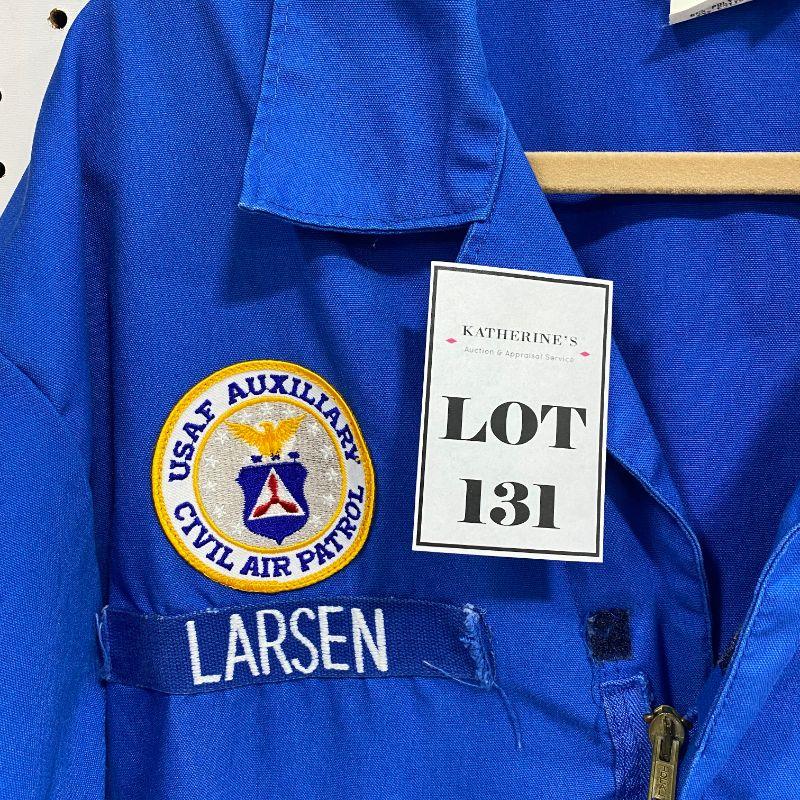 KATHERINE'S
Auction & Appraisal Service
LOT
131
USAF AUXILIARY
CIVIL AIR PATROL
LARSEN